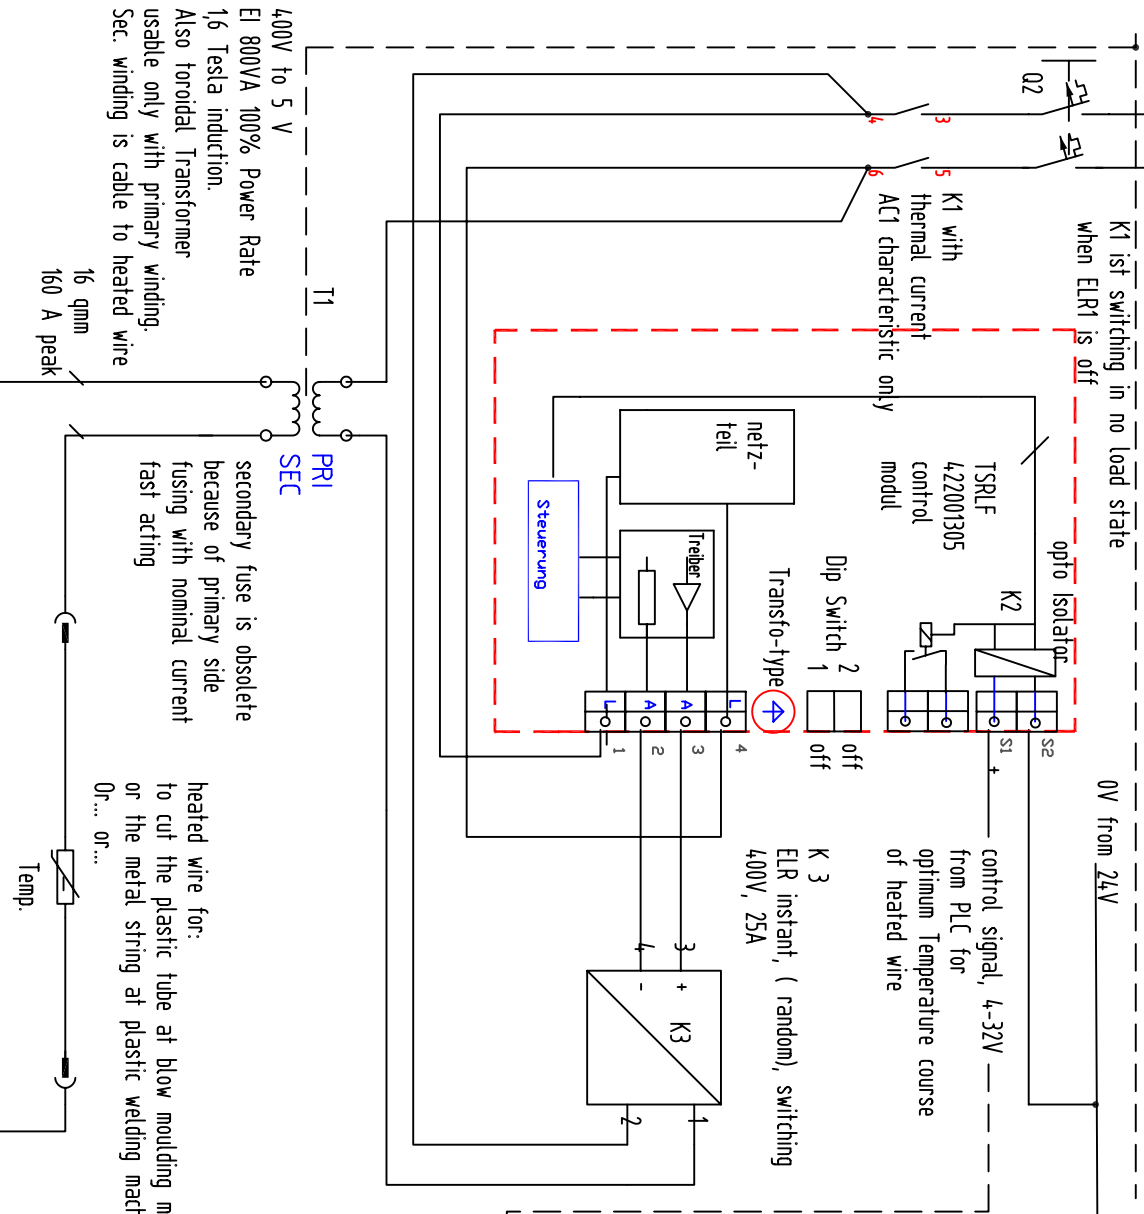 400V to 5 V
EI 800VA 100% Power Rate
1,6 Tesla induction.
Also toroidal Transformer
usable only with primary winding.
Sec. winding is cable to heated wire
16 qmm
160 A peak
T1
PRI
SEC
secondary fuse is obsolete
because of primary side
fusing with nominal current
fast acting
heated wire for:
to cut the plastic tube at blow moulding m
or the metal string at plastic welding mach
Or... or...
Temp.
Q2
3
4
5
6
K1 with
thermal current
AC1 characteristic only
K1 ist switching in no load state
when ELR1 is off
TSRLF
422001305
control
modul
netz-
teil
Steuerung
Treiber
opto Isolator
K2
Dip Switch 2
1
off
off
Transfo-type
L
A
A
L
1
2
3
4
S1
S2
+
0V from 24V
control signal, 4-32V
from PLC for
optimum Temperature course
of heated wire
K 3
ELR instant, ( random), switching
400V, 25A
3
4
+
-
K3
1
2